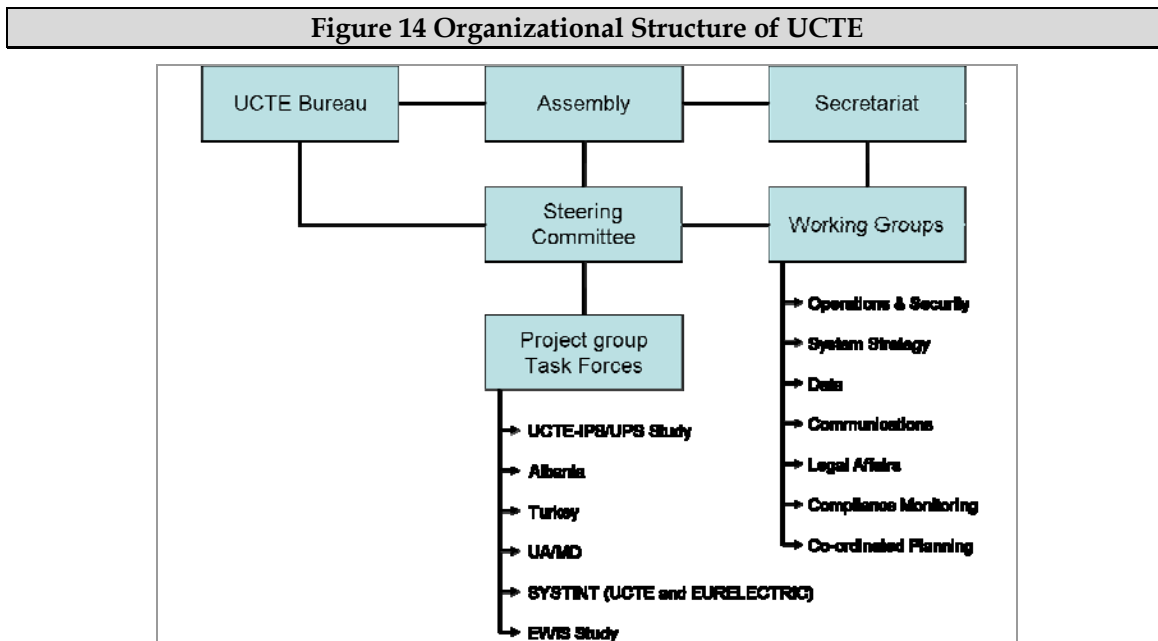 Figure 14 Organizational Structure of UCTE
UCTE Bureau
Assembly
Secretariat
Steering
Committee
Working Groups
Operations & Security
System Strategy
Data
Communications
Legal Affairs
Compliance Monitoring
Co-ordinated Planning
Project group
Task Forces
UCTE-IPS/UPS Study
Albania
Turkey
UA/MD
SYSTINT (UCTE and EURELECTRIC)
EWIS Study